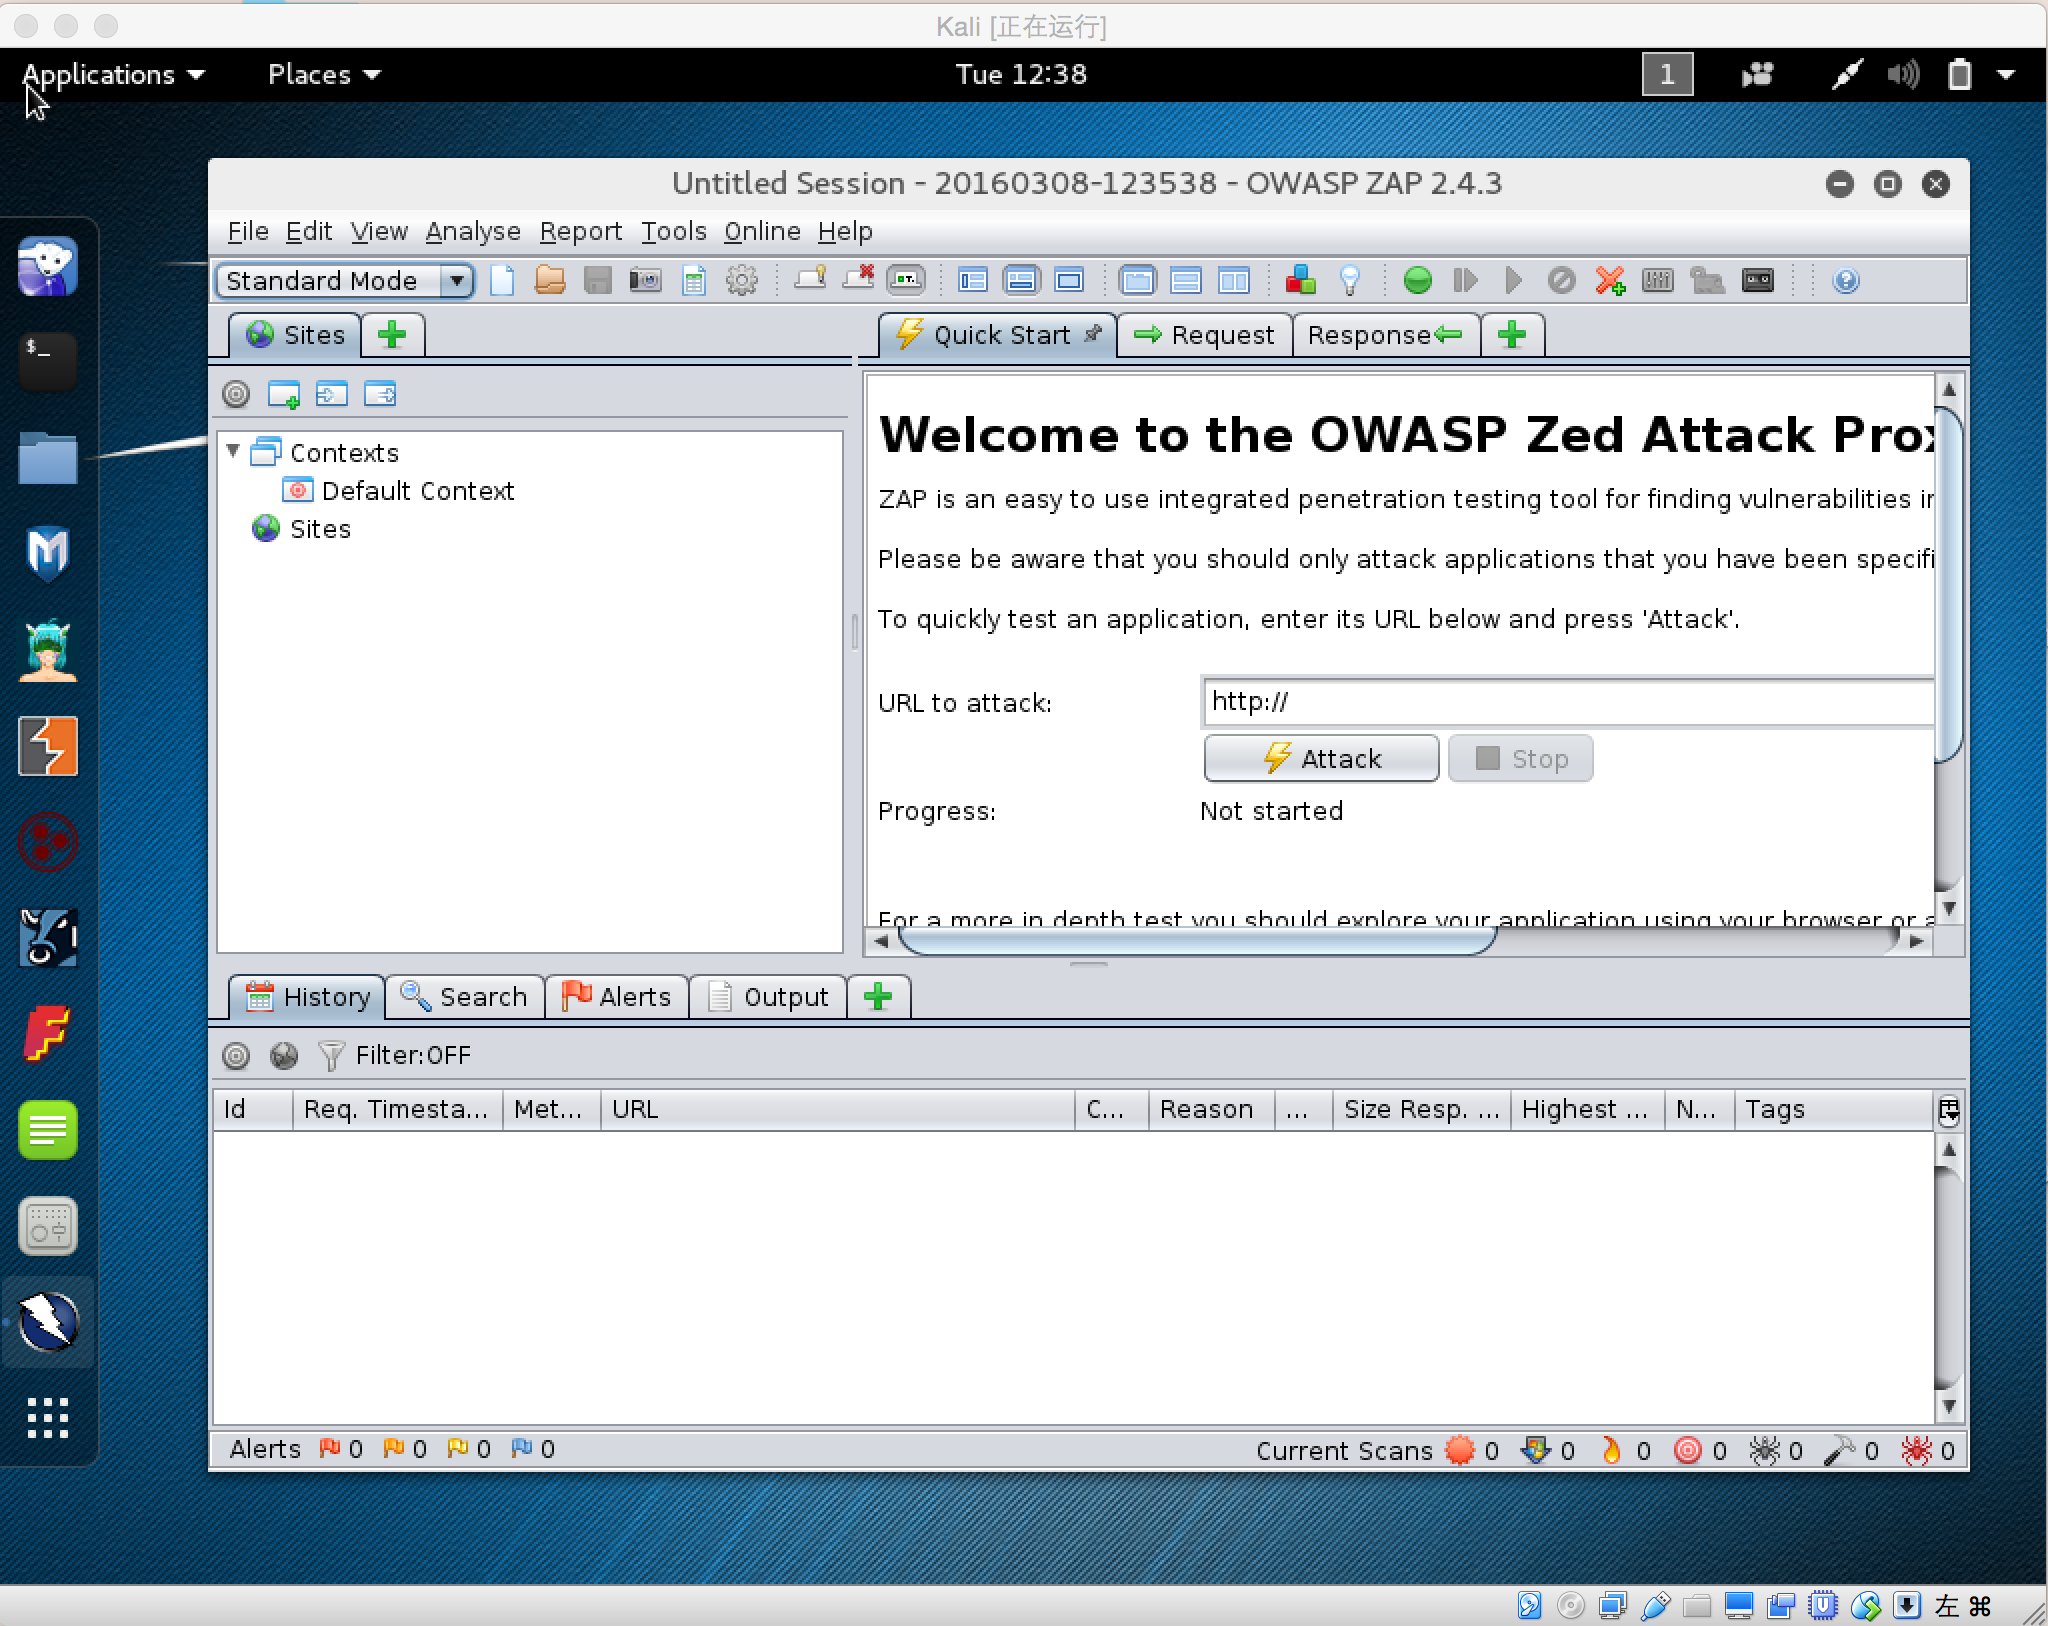 Kali [正在运行]
Applications Places Tue 12:38 1
Untitled Session - 20160308-123538 - OWASP ZAP 2.4.3
File Edit View Analyse Report Tools Online Help
Standard Mode
Sites
Quick Start Request Response
Contexts
Default Context
Sites
Welcome to the OWASP Zed Attack Prox
ZAP is an easy to use integrated penetration testing tool for finding vulnerabilities in
Please be aware that you should only attack applications that you have been specifi
To quickly test an application, enter its URL below and press 'Attack'.
URL to attack: http://
Attack Stop
Progress: Not started
For a more in depth test you should explore your application using your browser or a
History Search Alerts Output
Filter:OFF
Id Req. Timesta... Met... URL C... Reason ... Size Resp. ... Highest ... N... Tags
Alerts 0 0 0 0 Current Scans 0 0 0 0 0 0 0
左 ⌘